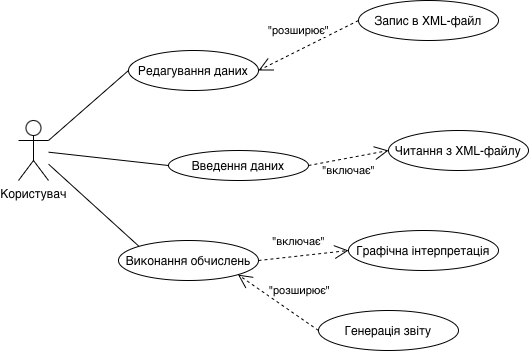 Запис в XML-файл
"розширює"
Редагування даних
Читання з XML-файлу
Введення даних
"включає"
Користувач
"включає"
Графічна інтерпретація
Виконання обчислень
"розширює"
Генерація звіту